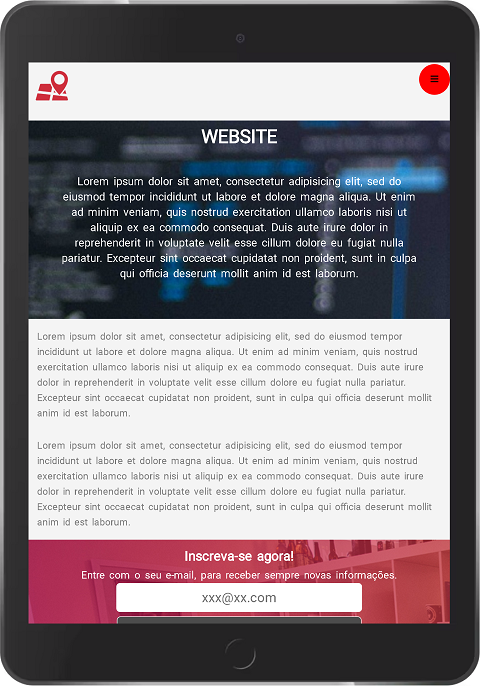 WEBSITE
Lorem ipsum dolor sit amet, consectetur adipisicing elit, sed do
eiusmod tempor incididunt ut labore et dolore magna aliqua. Ut enim
ad minim veniam, quis nostrud exercitation ullamco laboris nisi ut
aliquip ex ea commodo consequat. Duis aute irure dolor in
reprehenderit in voluptate velit esse cillum dolore eu fugiat nulla
pariatur. Excepteur sint occaecat cupidatat non proident, sunt in culpa
qui officia deserunt mollit anim id est laborum.
Lorem ipsum dolor sit amet, consectetur adipisicing elit, sed do eiusmod tempor
incididunt ut labore et dolore magna aliqua. Ut enim ad minim veniam, quis nostrud
exercitation ullamco laboris nisi ut aliquip ex ea commodo consequat. Duis aute irure
dolor in reprehenderit in voluptate velit esse cillum dolore eu fugiat nulla pariatur.
Excepteur sint occaecat cupidatat non proident, sunt in culpa qui officia deserunt mollit
anim id est laborum.
Lorem ipsum dolor sit amet, consectetur adipisicing elit, sed do eiusmod tempor
incididunt ut labore et dolore magna aliqua. Ut enim ad minim veniam, quis nostrud
exercitation ullamco laboris nisi ut aliquip ex ea commodo consequat. Duis aute irure
dolor in reprehenderit in voluptate velit esse cillum dolore eu fugiat nulla pariatur.
Excepteur sint occaecat cupidatat non proident, sunt in culpa qui officia deserunt mollit
anim id est laborum.
Inscreva-se agora!
Entre com o seu e-mail, para receber sempre novas informações.
xxx@xx.com